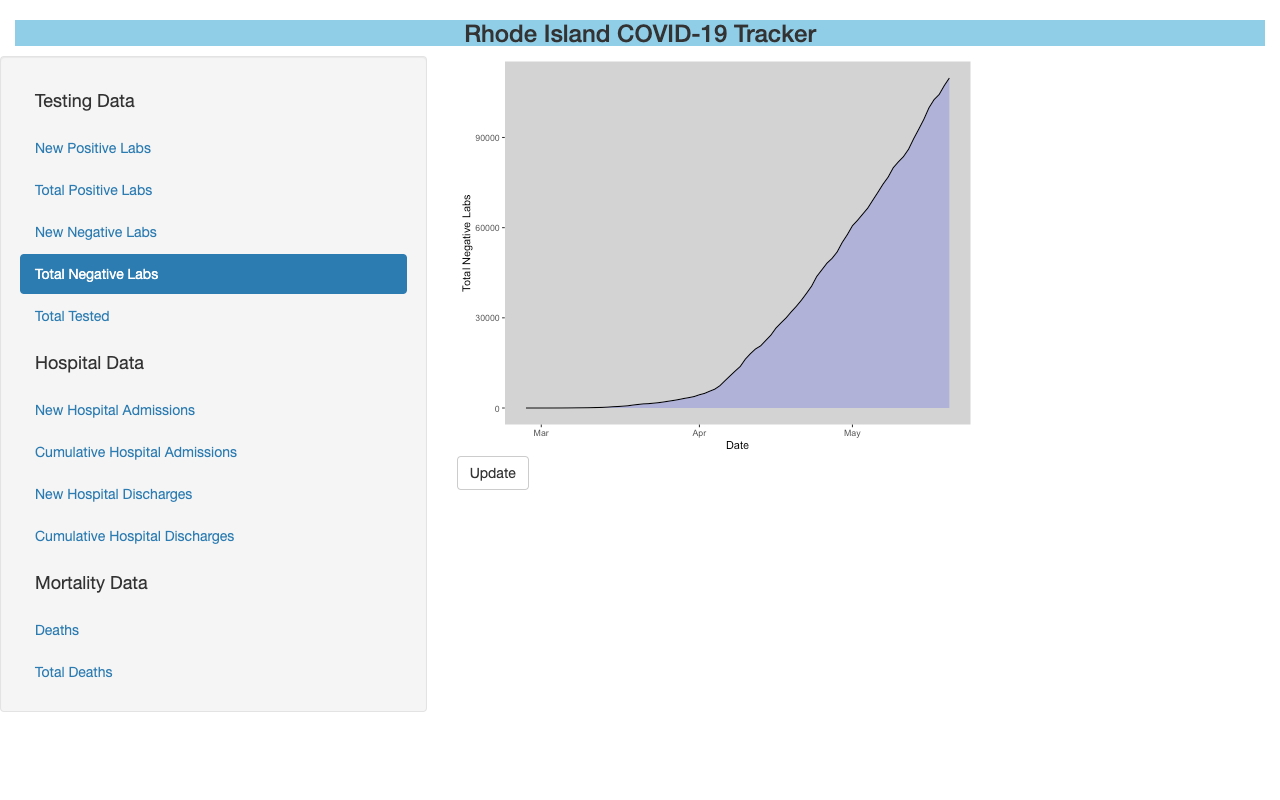 Rhode Island COVID-19 Tracker
Testing Data
New Positive Labs
Total Positive Labs
New Negative Labs
Total Negative Labs
Total Tested
Hospital Data
New Hospital Admissions
Cumulative Hospital Admissions
New Hospital Discharges
Cumulative Hospital Discharges
Mortality Data
Deaths
Total Deaths
Total Negative Labs
90000
60000
30000
0
Mar Apr May
Date
Update